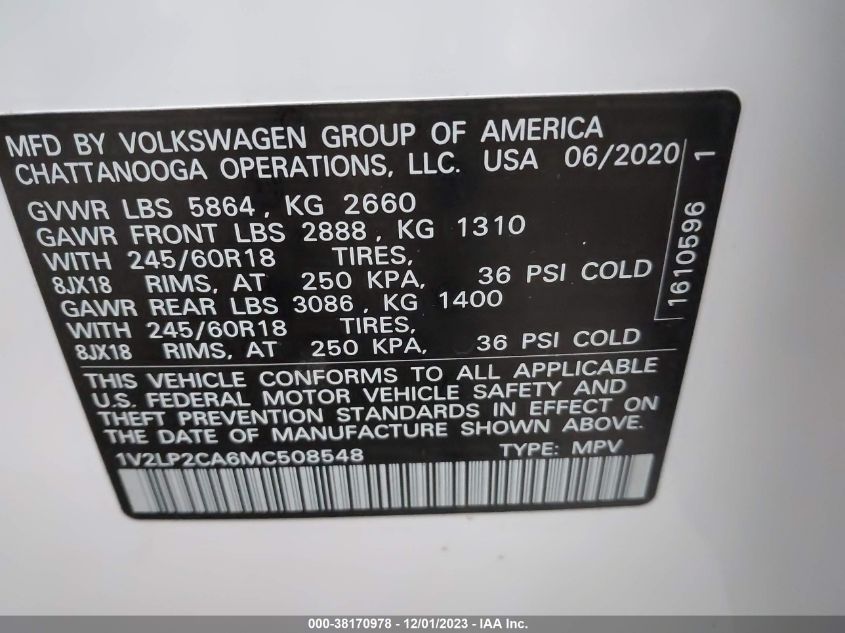 MFD BY VOLKSWAGEN GROUP OF AMERICA
CHATTANOOGA OPERATIONS, LLC. USA 06/2020
GVWR LBS 5864, KG 2660
GAWR FRONT LBS 2888, KG 1310
WITH 245/60R18 TIRES,
8JX18 RIMS, AT 250 KPA, 36 PSI COLD
GAWR REAR LBS 3086, KG 1400
WITH 245/60R18 TIRES,
8JX18 RIMS, AT 250 KPA, 36 PSI COLD
THIS VEHICLE CONFORMS TO ALL APPLICABLE
U.S. FEDERAL MOTOR VEHICLE SAFETY AND
THEFT PREVENTION STANDARDS IN EFFECT ON
THE DATE OF MANUFACTURE SHOWN ABOVE.
1V2LP2CA6MC508548 TYPE: MPV
1610596 1
000-38170978 - 12/01/2023 - IAA Inc.